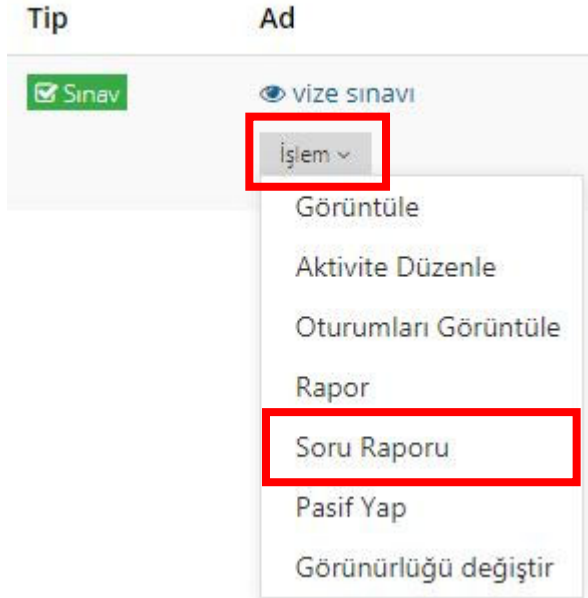 Tip Ad
Sınav vize sınavı
İşlem
Görüntüle
Aktivite Düzenle
Oturumları Görüntüle
Rapor
Soru Raporu
Pasif Yap
Görünürlüğü değiştir